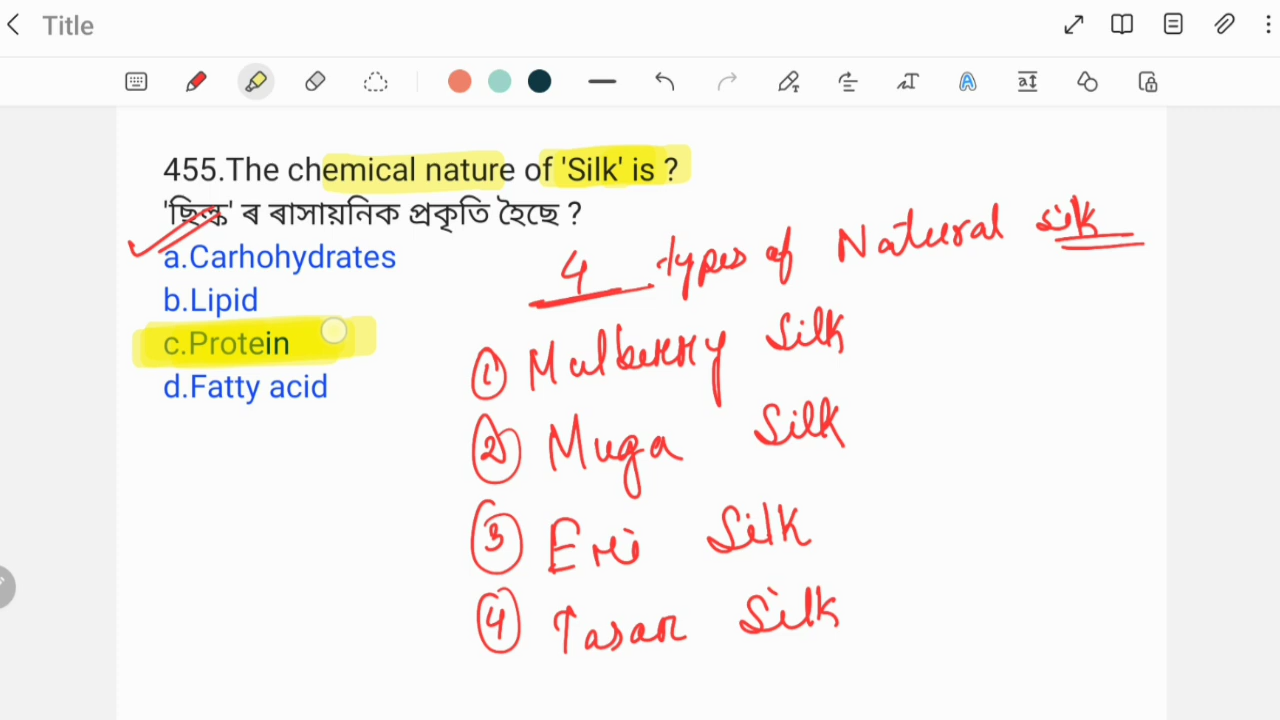 Title
455.The chemical nature of 'Silk' is ?
'ছিল্ক' ৰ ৰাসায়নিক প্ৰকৃতি হৈছে ?
a.Carhohydrates
b.Lipid
c.Protein
d.Fatty acid
4 types of Natural silk
1 Mulberry Silk
2 Muga Silk
3 Eri Silk
4 Tasar Silk